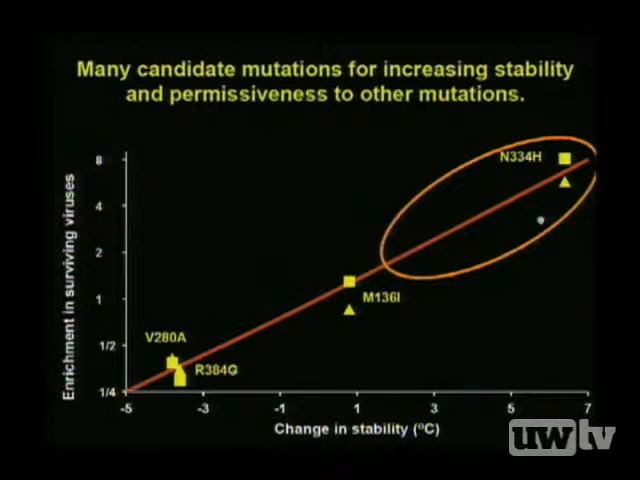 Many candidate mutations for increasing stability
and permissiveness to other mutations.
Enrichment in surviving viruses
8
4
2
1
1/2
1/4
N334H
M136I
V280A
R384G
-5 -3 -1 1 3 5 7
Change in stability (ºC)
uwtv